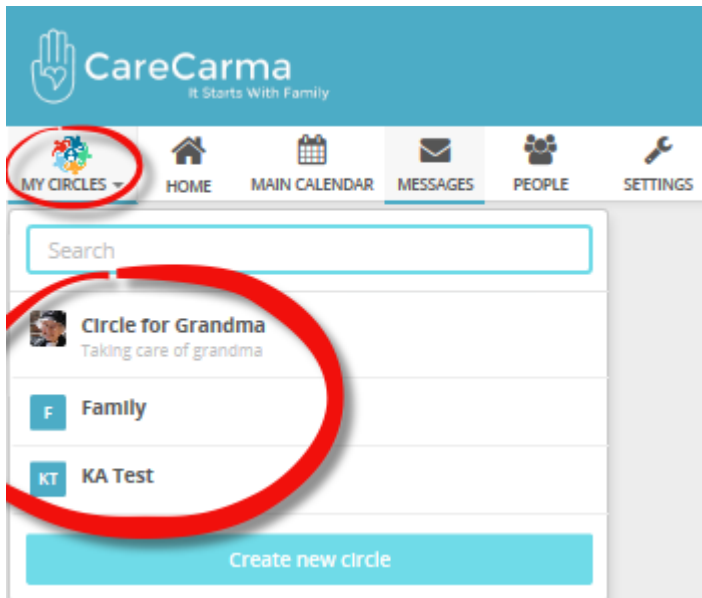 CareCarma
It Starts With Family
MY CIRCLES
HOME
MAIN CALENDAR
MESSAGES
PEOPLE
SETTINGS
Search
Circle for Grandma
Taking care of grandma
F
Family
KT
KA Test
Create new circle